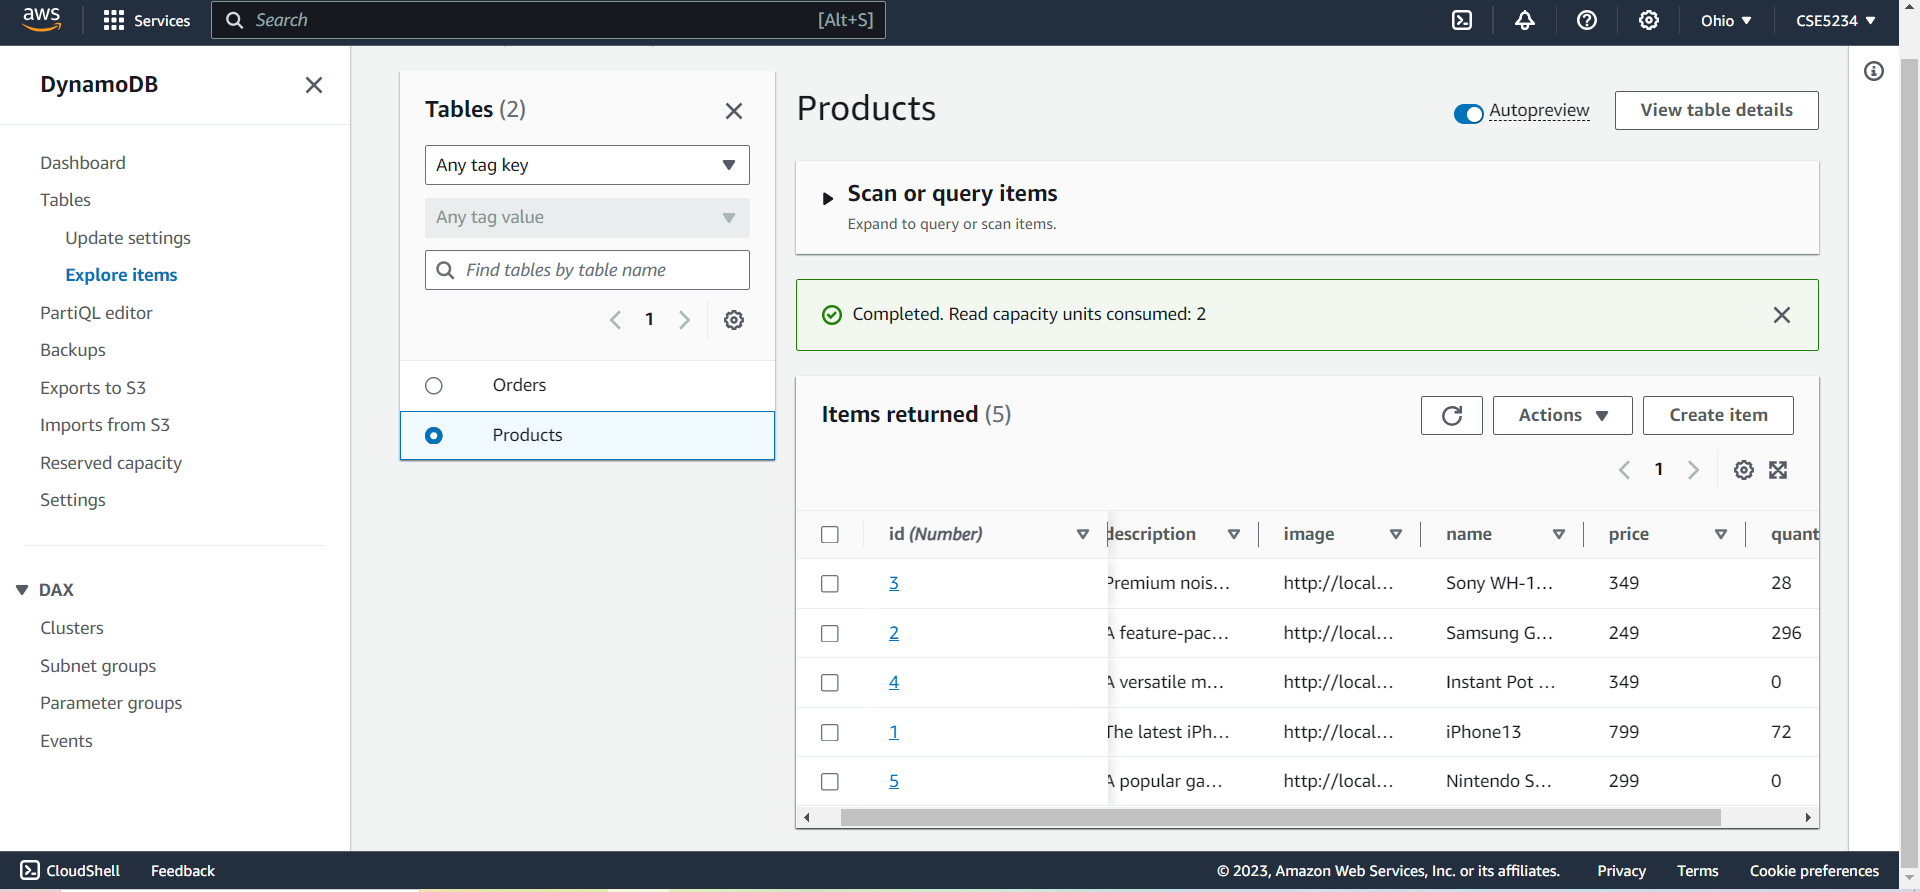 aws
Services
Search
[Alt+S]
Ohio
CSE5234
DynamoDB
Dashboard
Tables
Update settings
Explore items
PartiQL editor
Backups
Exports to S3
Imports from S3
Reserved capacity
Settings
DAX
Clusters
Subnet groups
Parameter groups
Events
Tables (2)
Any tag key
Any tag value
Find tables by table name
1
Orders
Products
Products
Autopreview
View table details
Scan or query items
Expand to query or scan items.
Completed. Read capacity units consumed: 2
Items returned (5)
Actions
Create item
1
id (Number) description image name price quant
3 Premium nois... http://local... Sony WH-1... 349 28
2 A feature-pac... http://local... Samsung G... 249 296
4 A versatile m... http://local... Instant Pot ... 349 0
1 The latest iPh... http://local... iPhone13 799 72
5 A popular ga... http://local... Nintendo S... 299 0
CloudShell Feedback © 2023, Amazon Web Services, Inc. or its affiliates. Privacy Terms Cookie preferences